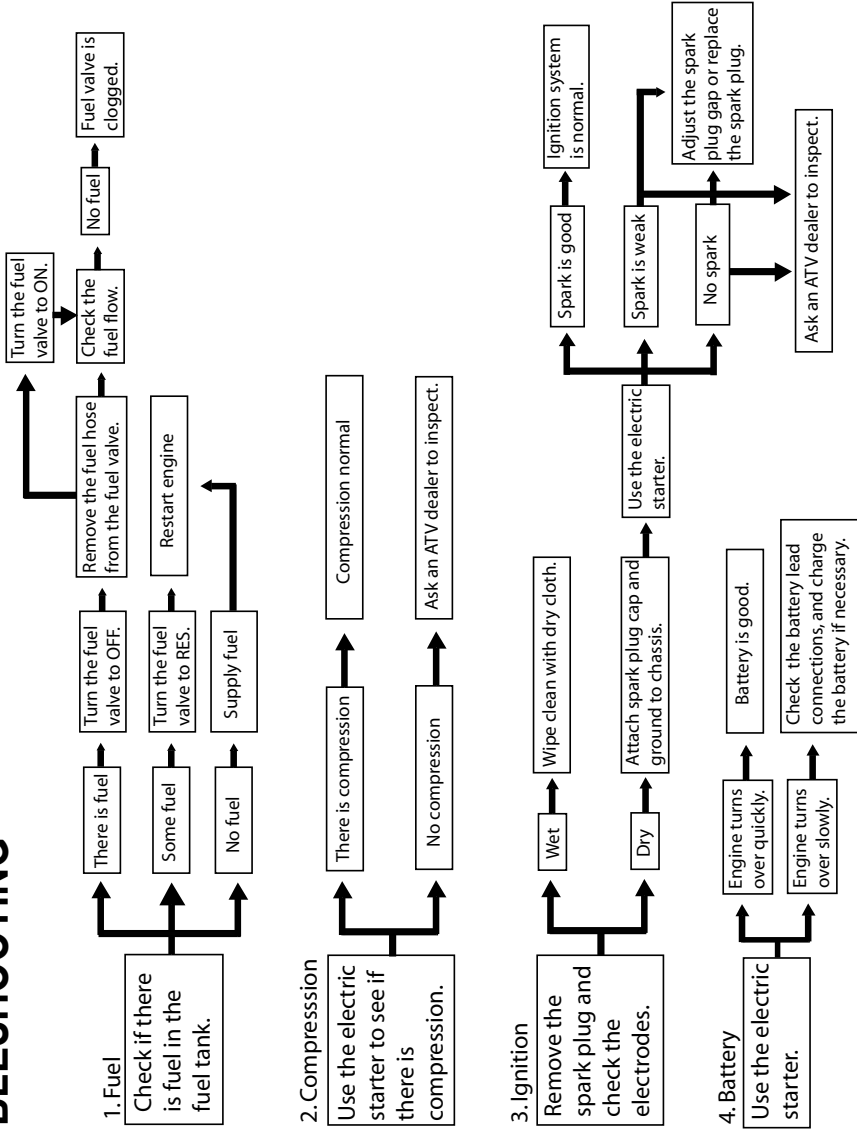 BLESHOOTING
1. Fuel
Check if there
is fuel in the
fuel tank.
There is fuel
Turn the fuel
valve to OFF.
Remove the fuel hose
from the fuel valve.
Turn the fuel
valve to ON.
Check the
fuel flow.
No fuel
Fuel valve is
clogged.
Some fuel
Turn the fuel
valve to RES.
Restart engine
No fuel
Supply fuel
2. Compresssion
Use the electric
starter to see if
there is
compression.
There is compression
Compression normal
No compression
Ask an ATV dealer to inspect.
3. Ignition
Remove the
spark plug and
check the
electrodes.
Wet
Wipe clean with dry cloth.
Dry
Attach spark plug cap and
ground to chassis.
Use the electric
starter.
Spark is good
Ignition system
is normal.
Spark is weak
Adjust the spark
plug gap or replace
the spark plug.
No spark
Ask an ATV dealer to inspect.
4. Battery
Use the electric
starter.
Engine turns
over quickly.
Battery is good.
Engine turns
over slowly.
Check the battery lead
connections, and charge
the battery if necessary.